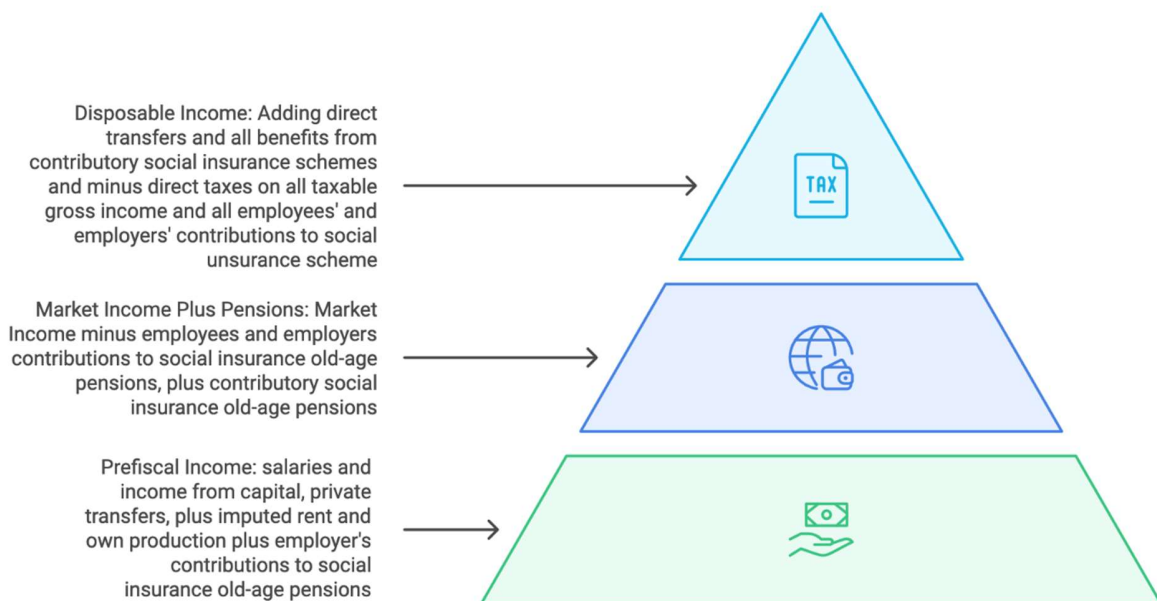 Disposable Income: Adding direct
transfers and all benefits from
contributory social insurance schemes
and minus direct taxes on all taxable
gross income and all employees' and
employers' contributions to social
unsurance scheme
TAX
Market Income Plus Pensions: Market
Income minus employees and employers
contributions to social insurance old-age
pensions, plus contributory social
insurance old-age pensions
Prefiscal Income: salaries and
income from capital, private
transfers, plus imputed rent and
own production plus employer's
contributions to social
insurance old-age pensions